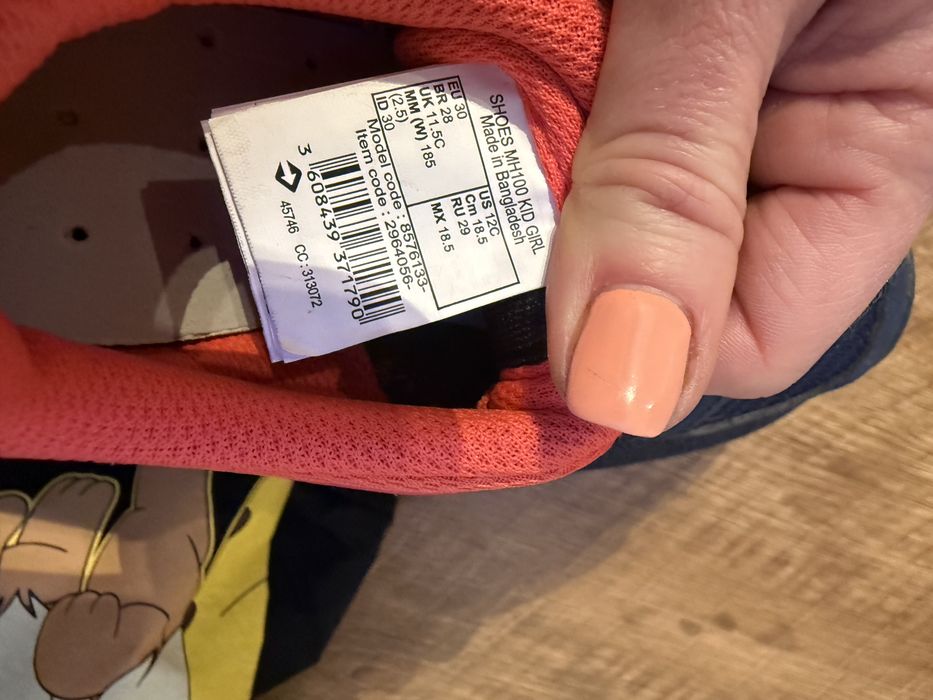 SHOES MH100 KID GIRL
Made in Bangladesh
EU 30
BR 28
UK 11.5C
MM (W) 185
(2.5)
ID 30
US 12C
Cm 18.5
RU 29
MX 18.5
Model code : 8576133-
Item code : 2964056-
3 608439 371790
45746 CC:313072